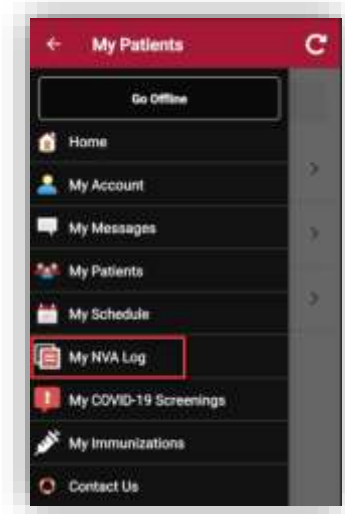 My Patients
Go Offline
Home
My Account
My Messages
My Patients
My Schedule
My NVA Log
My COVID-19 Screenings
My Immunizations
Contact Us